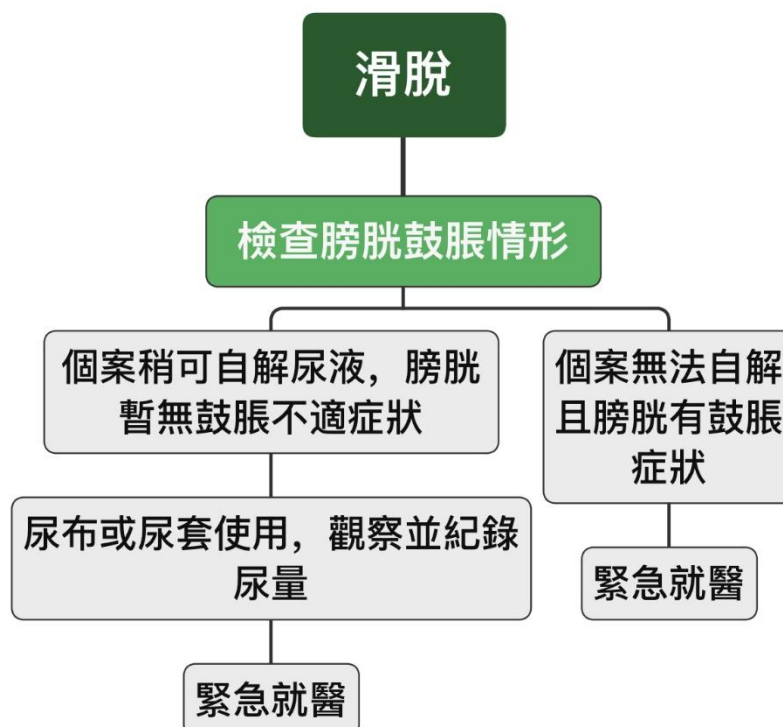 滑脫
檢查膀胱鼓脹情形
個案稍可自解尿液，膀胱
暫無鼓脹不適症狀
個案無法自解
且膀胱有鼓脹
症狀
尿布或尿套使用，觀察並紀錄
尿量
緊急就醫
緊急就醫